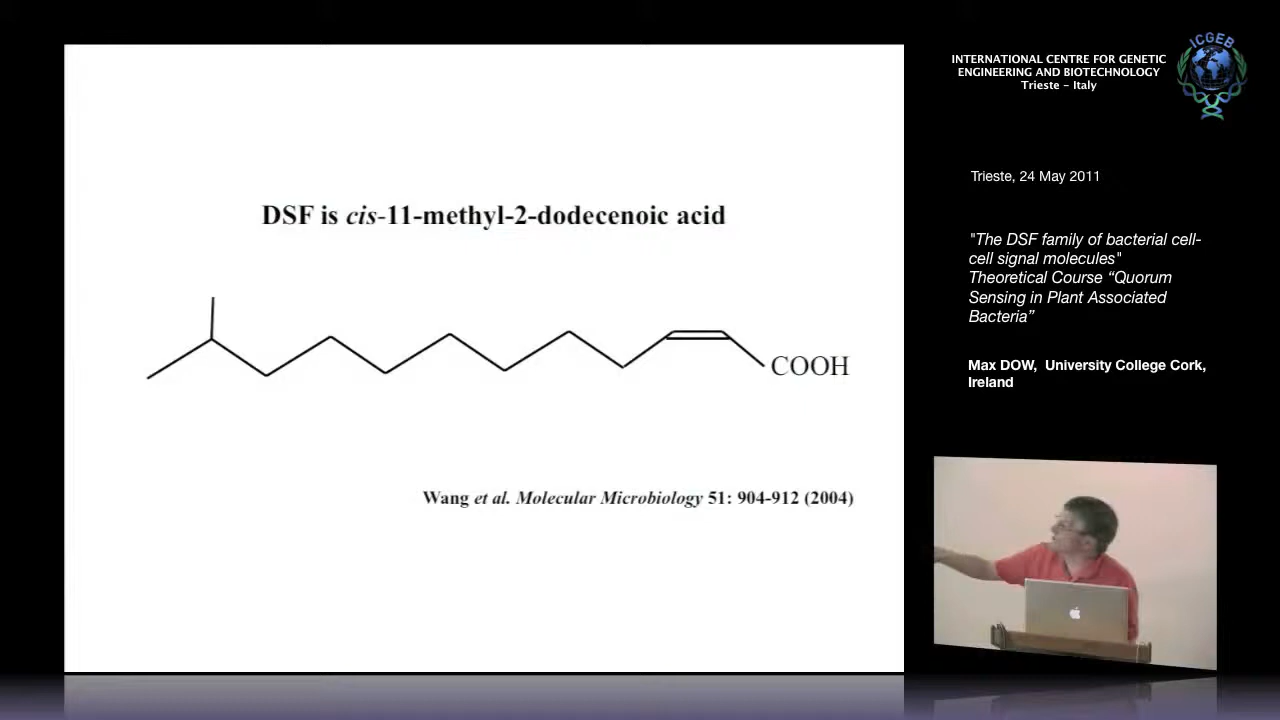 DSF is cis-11-methyl-2-dodecenoic acid
COOH
Wang et al. Molecular Microbiology 51: 904-912 (2004)
ICGEB
INTERNATIONAL CENTRE FOR GENETIC
ENGINEERING AND BIOTECHNOLOGY
Trieste - Italy
Trieste, 24 May 2011
"The DSF family of bacterial cell-
cell signal molecules"
Theoretical Course “Quorum
Sensing in Plant Associated
Bacteria”
Max DOW, University College Cork,
Ireland